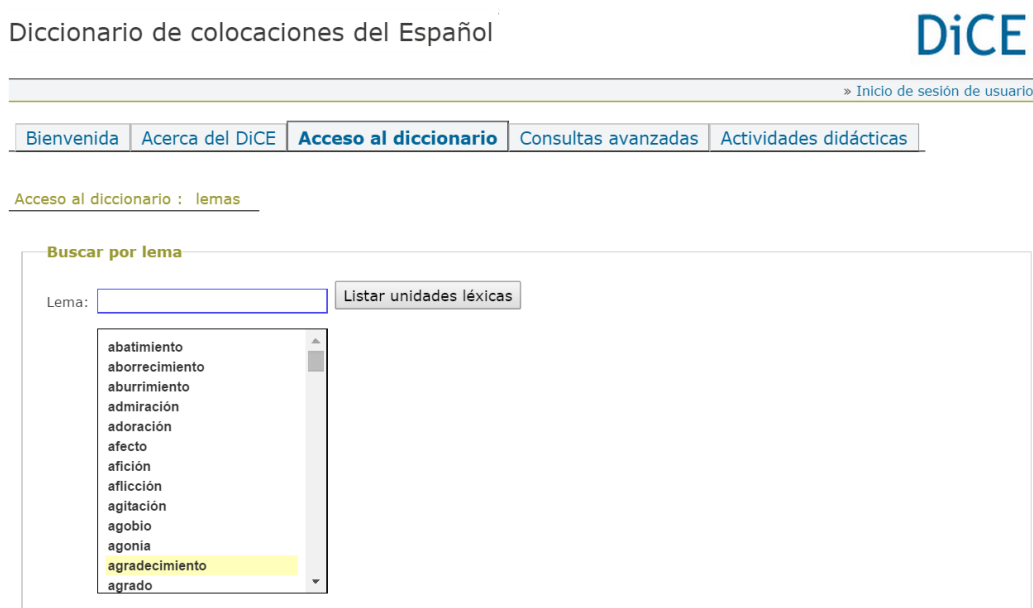 Diccionario de colocaciones del Español
DiCE
» Inicio de sesión de usuario
Bienvenida Acerca del DiCE Acceso al diccionario Consultas avanzadas Actividades didácticas
Acceso al diccionario : lemas
Buscar por lema
Lema: Listar unidades léxicas
abatimiento
aborrecimiento
aburrimiento
admiración
adoración
afecto
afición
aflicción
agitación
agobio
agonía
agradecimiento
agrado